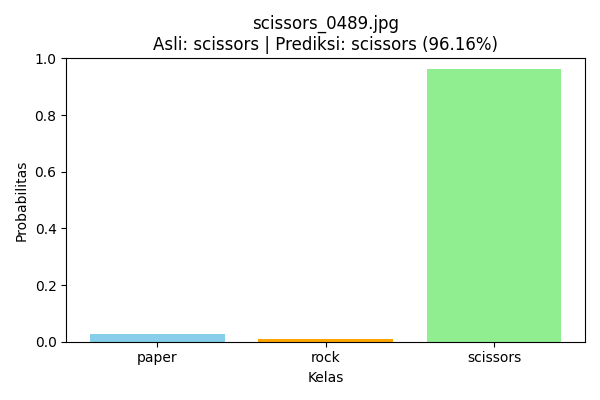 scissors_0489.jpg
Asli: scissors | Prediksi: scissors (96.16%)
1.0
0.8
0.6
0.4
0.2
0.0
Probabilitas
paper rock scissors
Kelas